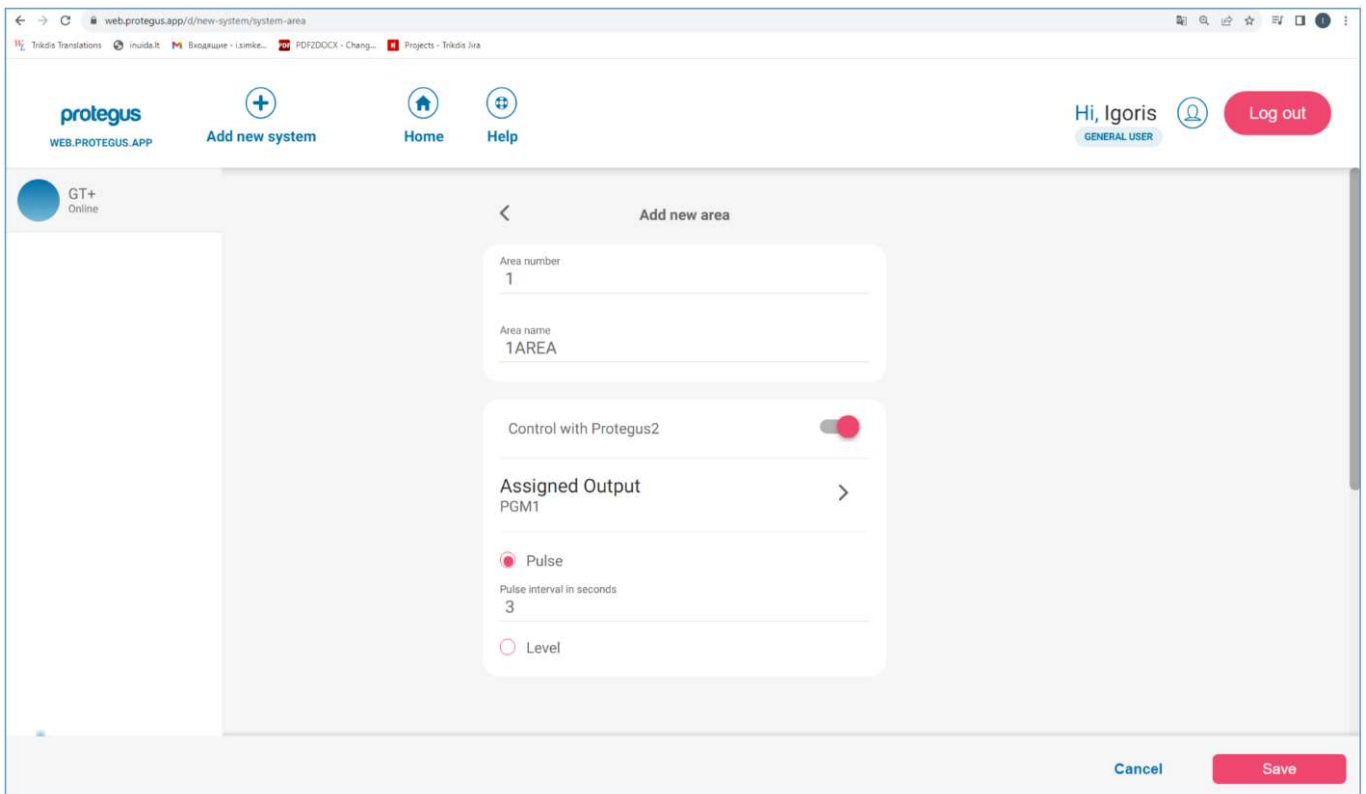 web.protegus.app/d/new-system/system-area
Trikdis Translations inuida.lt Входящие - i.simke... PDF2DOCX - Chang... Projects - Trikdis Jira
protegus
WEB.PROTEGUS.APP
Add new system
Home
Help
Hi, Igoris
GENERAL USER
Log out
GT+
Online
Add new area
Area number
1
Area name
1AREA
Control with Protegus2
Assigned Output
PGM1
Pulse
Pulse interval in seconds
3
Level
Cancel
Save